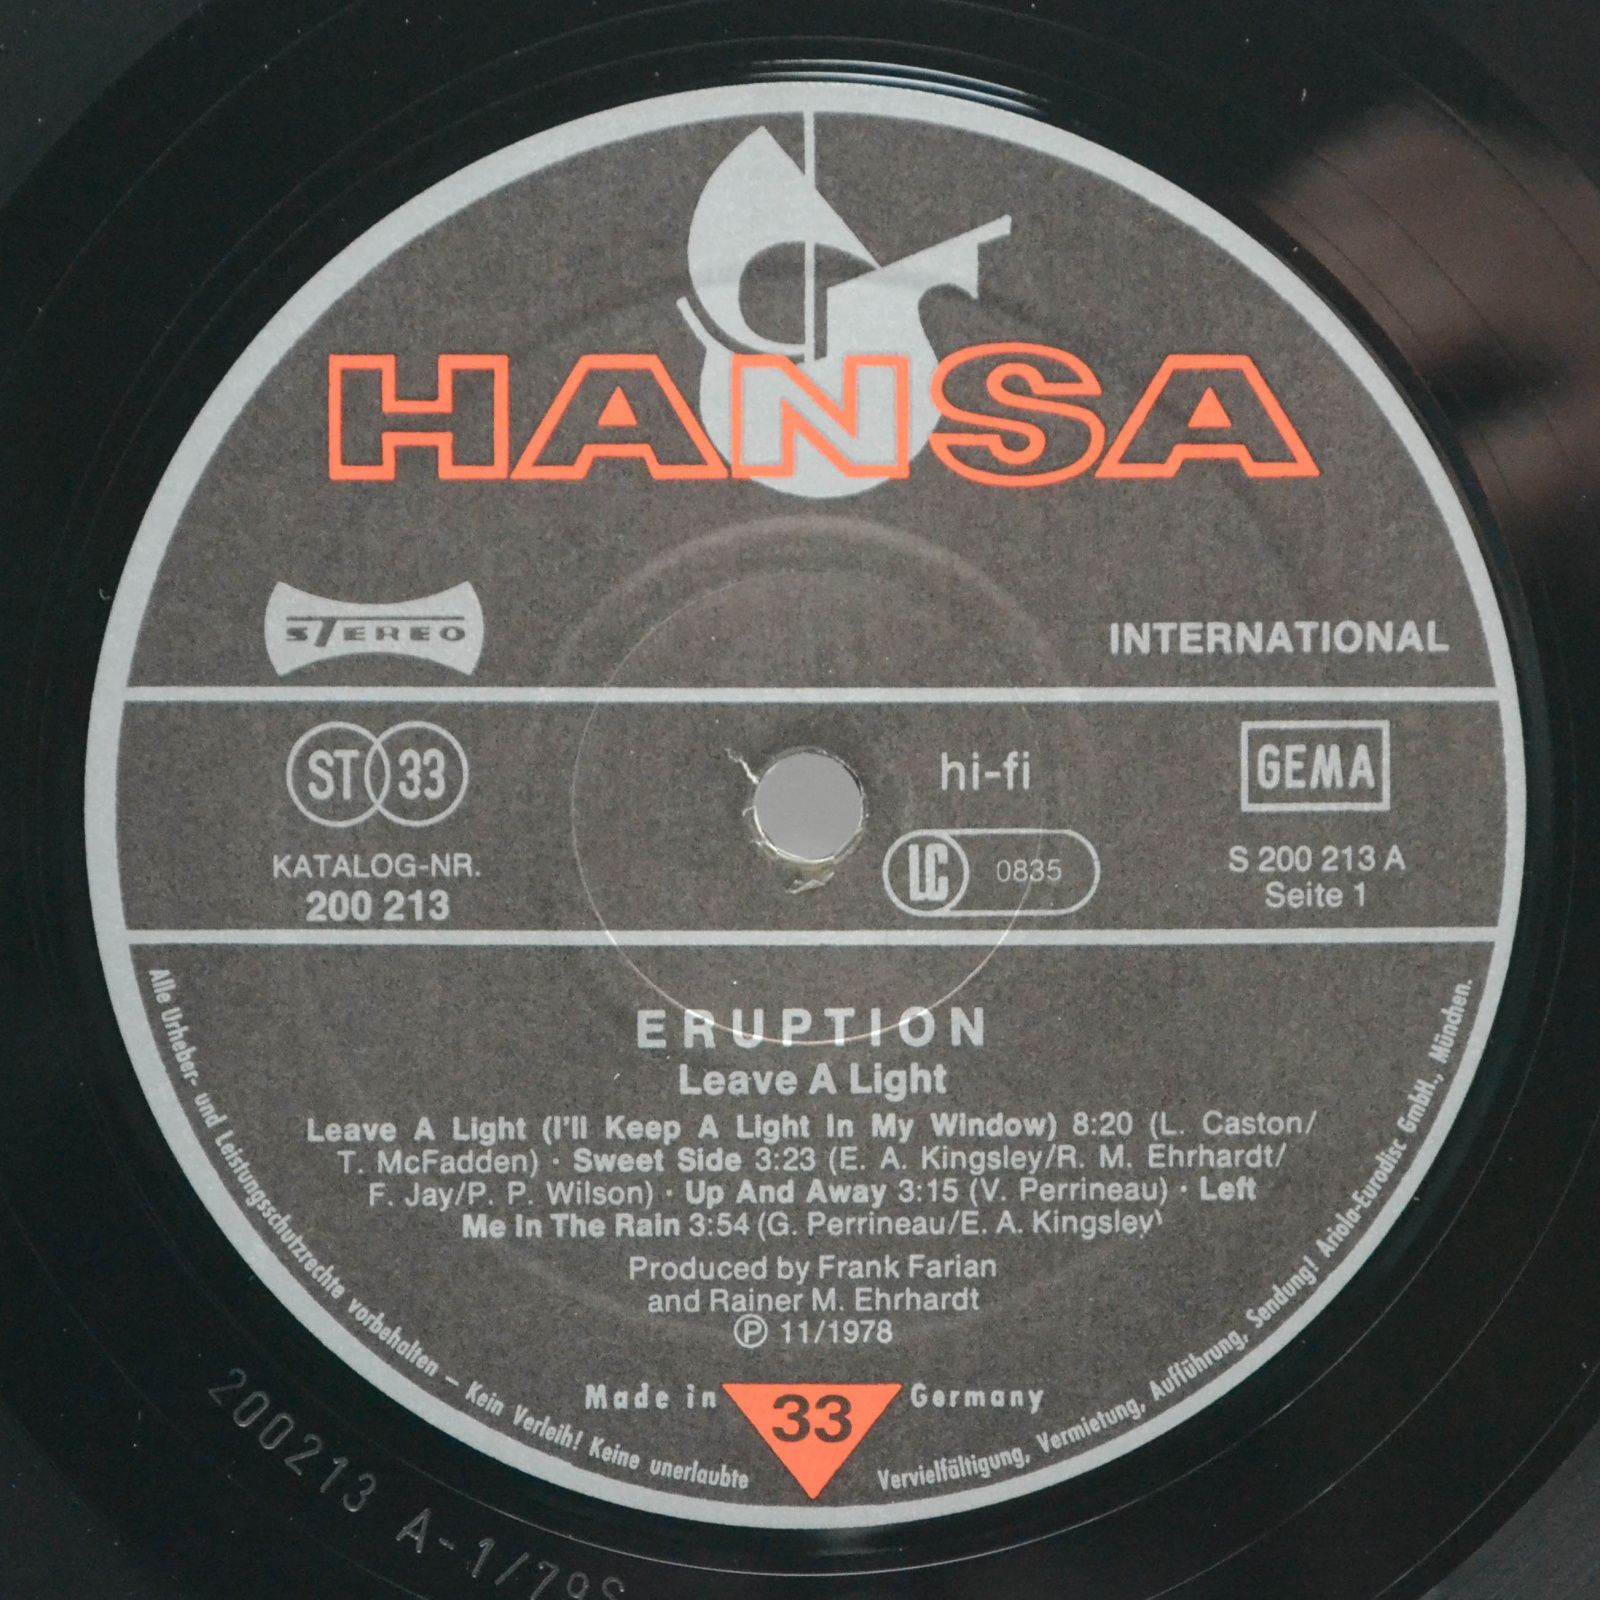 HANSA
STEREO
INTERNATIONAL
ST 33
hi-fi
GEMA
KATALOG-NR.
200 213
LC 0835
S 200 213 A
Seite 1
ERUPTION
Leave A Light
Leave A Light (I'll Keep A Light In My Window) 8:20 (L. Caston/
T. McFadden) · Sweet Side 3:23 (E. A. Kingsley/R. M. Ehrhardt/
F. Jay/P. P. Wilson) · Up And Away 3:15 (V. Perrineau) · Left
Me In The Rain 3:54 (G. Perrineau/E. A. Kingsley)
Produced by Frank Farian
and Rainer M. Ehrhardt
℗ 11/1978
Made in 33 Germany
Alle Urheber- und Leistungsschutzrechte vorbehalten – Kein Verleih! Keine unerlaubte Vervielfältigung, Vermietung, Aufführung, Sendung! Ariola-Eurodisc GmbH., München.
200213 A-1/79S